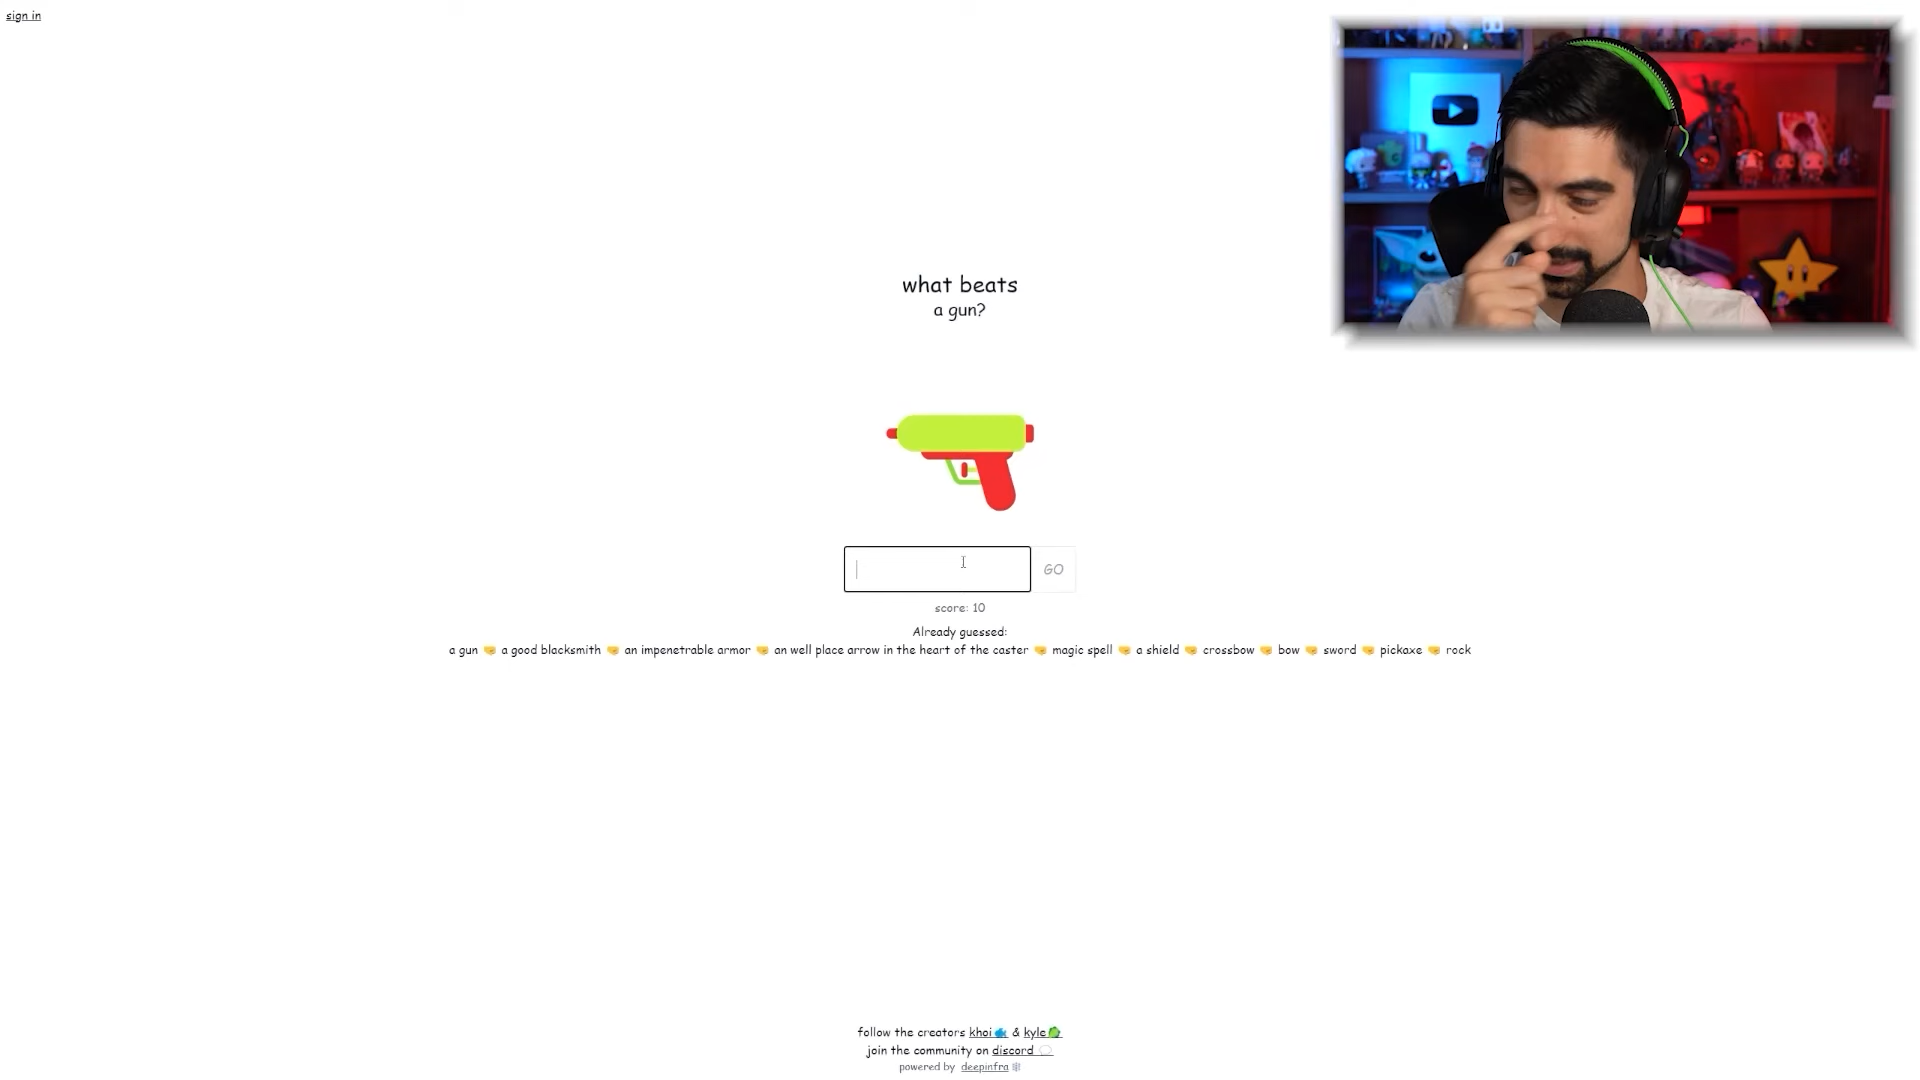 sign in
what beats
a gun?
GO
score: 10
Already guessed:
a gun 🤜 a good blacksmith 🤜 an impenetrable armor 🤜 an well place arrow in the heart of the caster 🤜 magic spell 🤜 a shield 🤜 crossbow 🤜 bow 🤜 sword 🤜 pickaxe 🤜 rock
follow the creators khoi🐟 & kyle🥬
join the community on discord 💬
powered by deepinfra 🕸